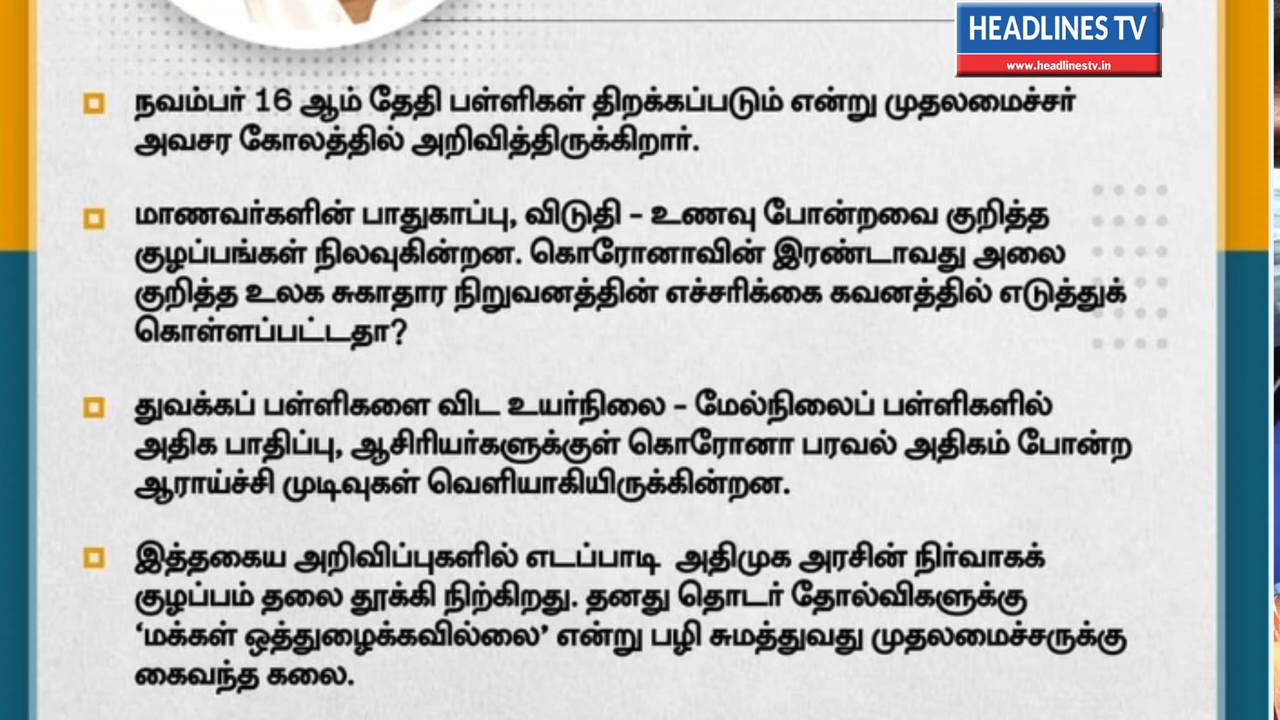 HEADLINES TV
www.headlinestv.in
நவம்பர் 16 ஆம் தேதி பள்ளிகள் திறக்கப்படும் என்று முதலமைச்சர்
அவசர கோலத்தில் அறிவித்திருக்கிறார்.
மாணவர்களின் பாதுகாப்பு, விடுதி – உணவு போன்றவை குறித்த
குழப்பங்கள் நிலவுகின்றன. கொரோனாவின் இரண்டாவது அலை
குறித்த உலக சுகாதார நிறுவனத்தின் எச்சரிக்கை கவனத்தில் எடுத்துக்
கொள்ளப்பட்டதா?
துவக்கப் பள்ளிகளை விட உயர்நிலை – மேல்நிலைப் பள்ளிகளில்
அதிக பாதிப்பு, ஆசிரியர்களுக்குள் கொரோனா பரவல் அதிகம் போன்ற
ஆராய்ச்சி முடிவுகள் வெளியாகியிருக்கின்றன.
இத்தகைய அறிவிப்புகளில் எடப்பாடி அதிமுக அரசின் நிர்வாகக்
குழப்பம் தலை தூக்கி நிற்கிறது. தனது தொடர் தோல்விகளுக்கு
‘மக்கள் ஒத்துழைக்கவில்லை’ என்று பழி சுமத்துவது முதலமைச்சருக்கு
கைவந்த கலை.